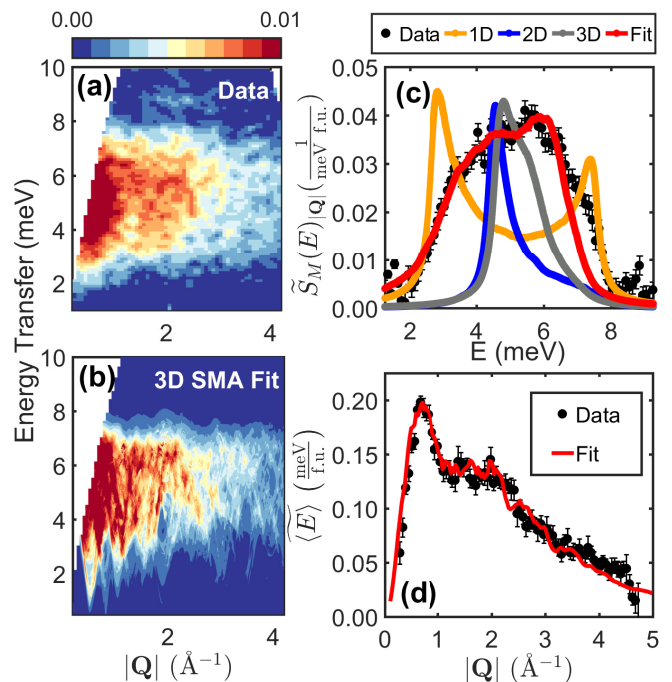 0.00 0.01
(a) Data
10
8
6
4
2
2 4
Energy Transfer (meV)
(b) 3D SMA Fit
10
8
6
4
2
2 4
|Q| (Å⁻¹)
Data 1D 2D 3D Fit
(c)
0.05
0.04
0.03
0.02
0.01
0.00
2 4 6 8
E (meV)
S̃_M(E)_|Q| (1/meV f.u.)
(d)
Data
Fit
0.20
0.15
0.10
0.05
0.00
0 1 2 3 4 5
|Q| (Å⁻¹)
⟨E⟩~ (meV/f.u.)